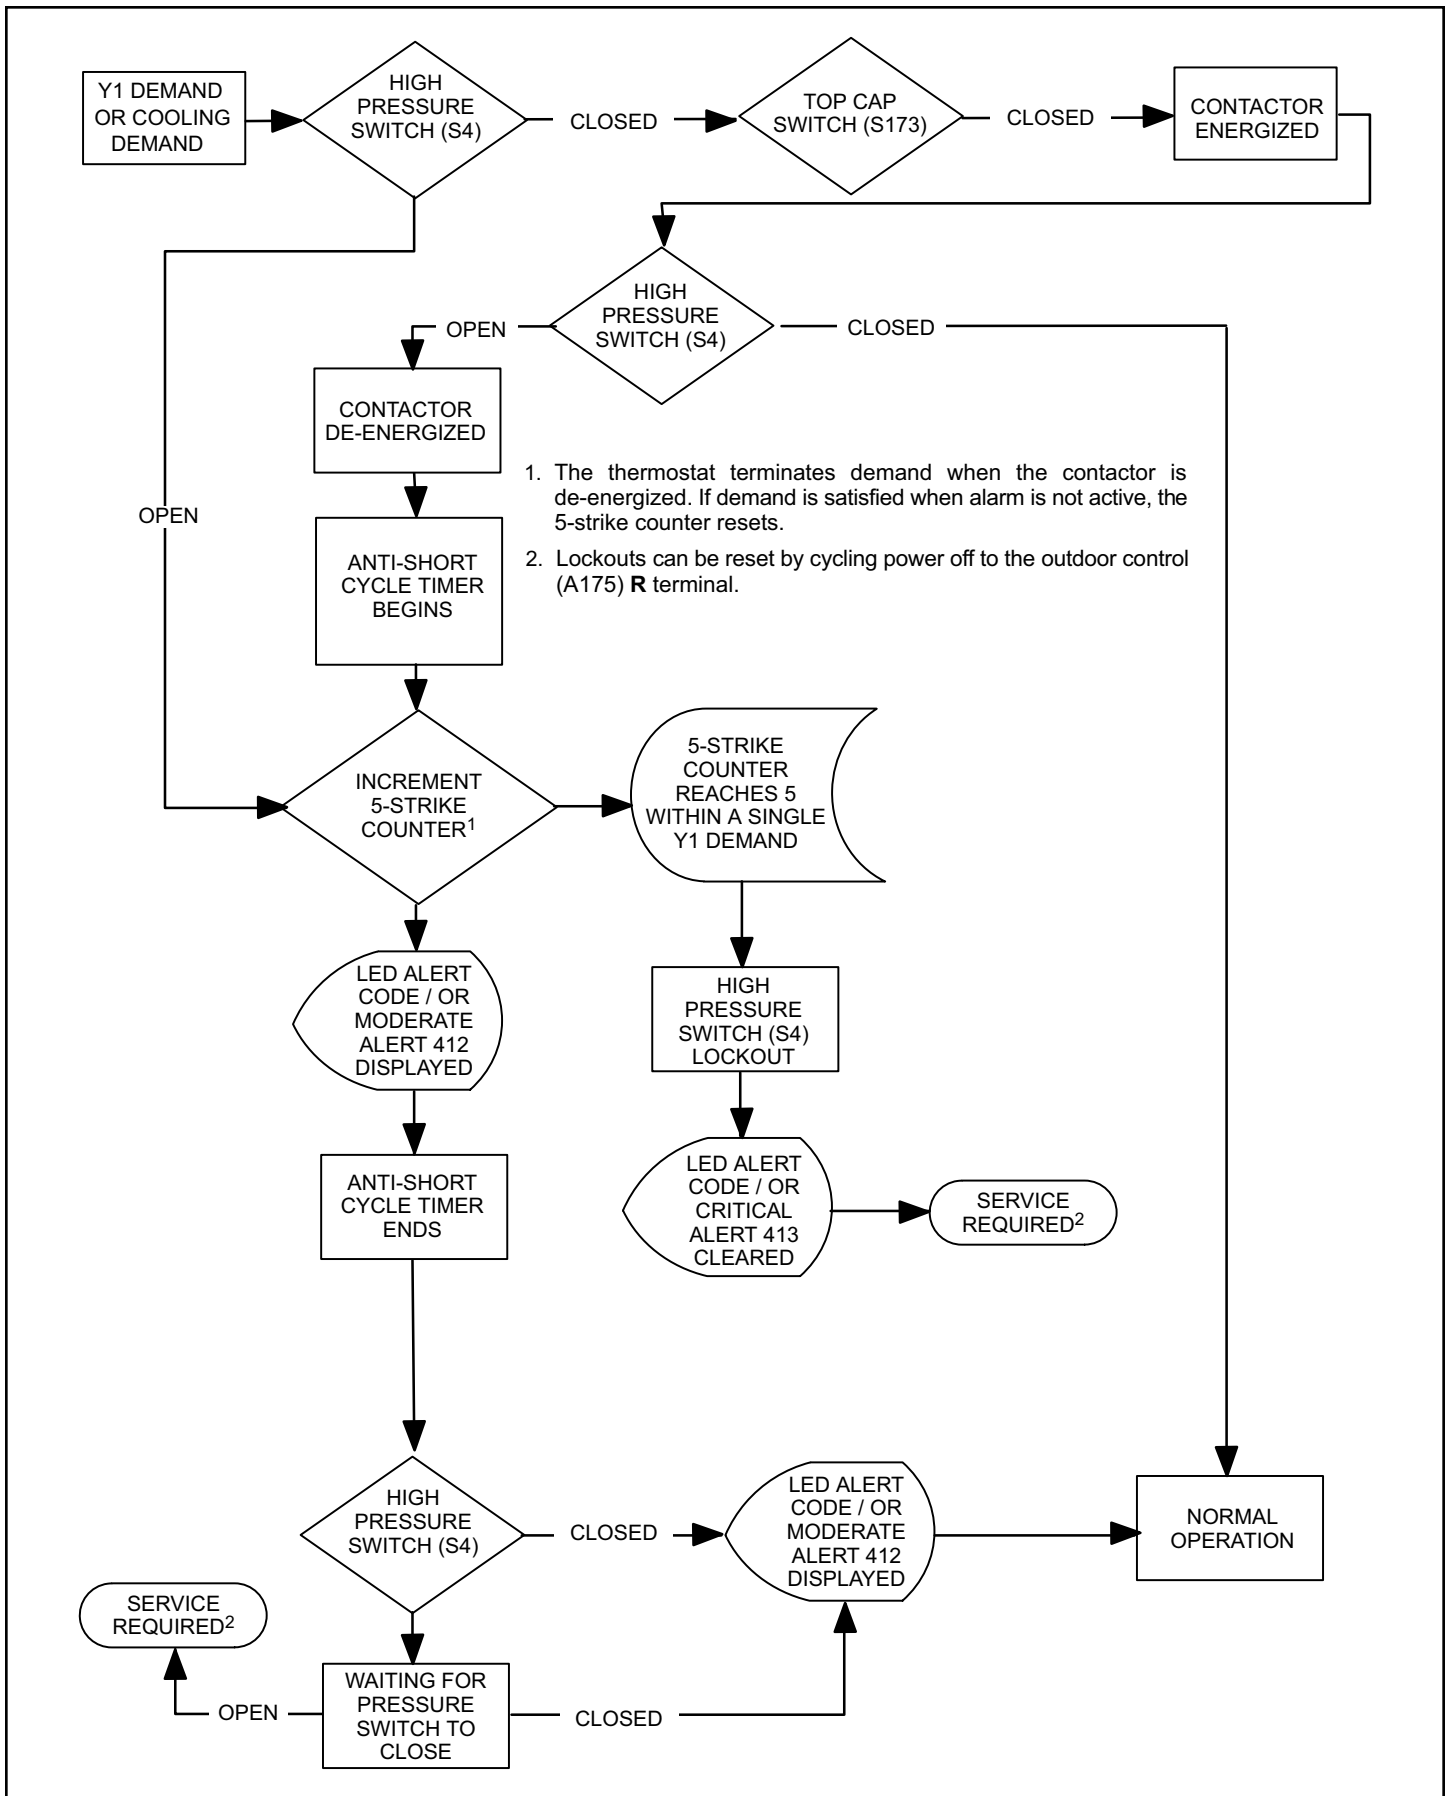 Y1 DEMAND
OR COOLING
DEMAND
HIGH
PRESSURE
SWITCH (S4)
CLOSED
TOP CAP
SWITCH (S173)
CLOSED
CONTACTOR
ENERGIZED
HIGH
PRESSURE
SWITCH (S4)
OPEN
CLOSED
CONTACTOR
DE-ENERGIZED
1. The thermostat terminates demand when the contactor is
de-energized. If demand is satisfied when alarm is not active, the
5-strike counter resets.
2. Lockouts can be reset by cycling power off to the outdoor control
(A175) R terminal.
OPEN
ANTI-SHORT
CYCLE TIMER
BEGINS
INCREMENT
5-STRIKE
COUNTER1
5-STRIKE
COUNTER
REACHES 5
WITHIN A SINGLE
Y1 DEMAND
LED ALERT
CODE / OR
MODERATE
ALERT 412
DISPLAYED
HIGH
PRESSURE
SWITCH (S4)
LOCKOUT
ANTI-SHORT
CYCLE TIMER
ENDS
LED ALERT
CODE / OR
CRITICAL
ALERT 413
CLEARED
SERVICE
REQUIRED2
HIGH
PRESSURE
SWITCH (S4)
CLOSED
LED ALERT
CODE / OR
MODERATE
ALERT 412
DISPLAYED
NORMAL
OPERATION
SERVICE
REQUIRED2
OPEN
WAITING FOR
PRESSURE
SWITCH TO
CLOSE
CLOSED